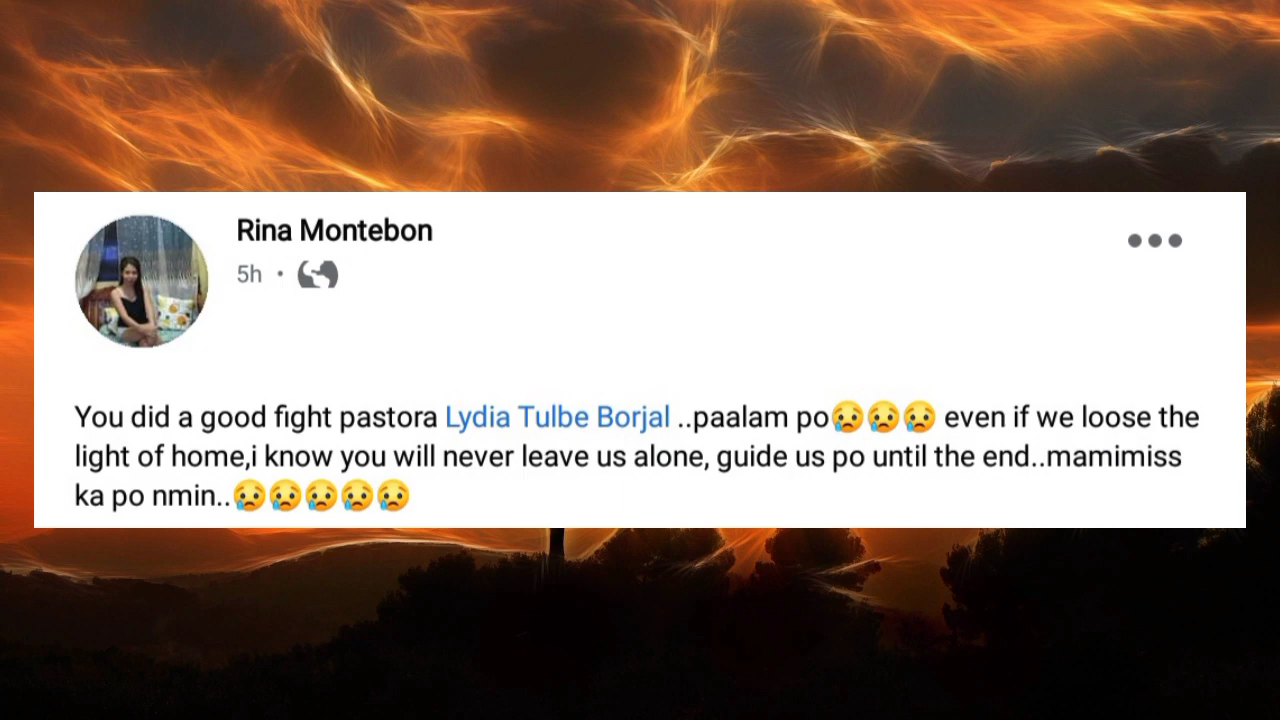 Rina Montebon
5h ·
You did a good fight pastora Lydia Tulbe Borjal ..paalam po😢😢😢 even if we loose the
light of home,i know you will never leave us alone, guide us po until the end..mamimiss
ka po nmin..😢😢😢😢😢